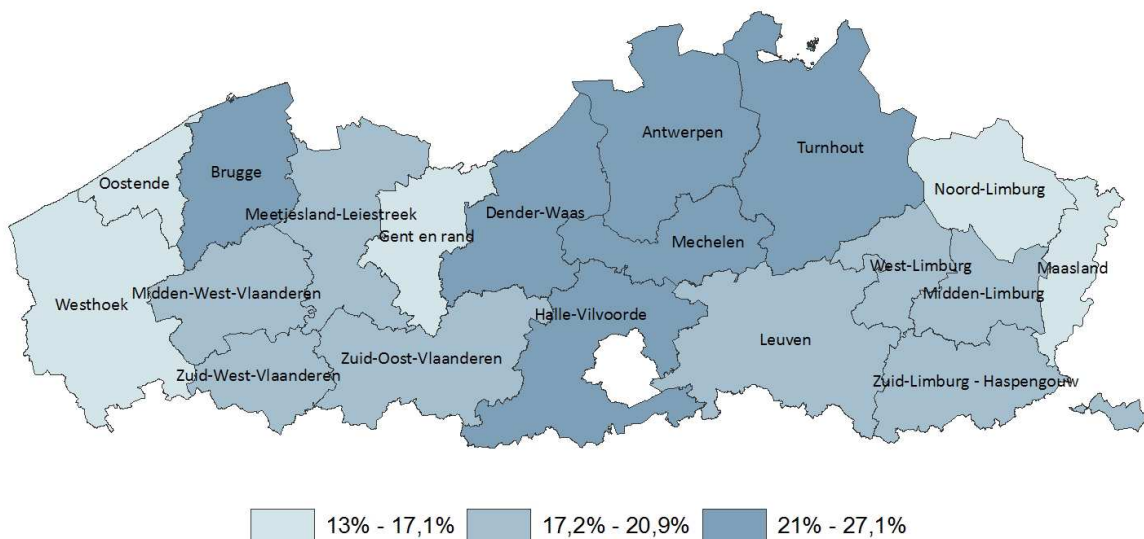 Antwerpen
Turnhout
Brugge
Oostende
Noord-Limburg
Meetjesland-Leiestreek
Dender-Waas
Gent en rand
Mechelen
West-Limburg
Maasland
Midden-West-Vlaanderen
Midden-Limburg
Westhoek
Halle-Vilvoorde
Leuven
Zuid-Oost-Vlaanderen
Zuid-West-Vlaanderen
Zuid-Limburg - Haspengouw
13% - 17,1%
17,2% - 20,9%
21% - 27,1%